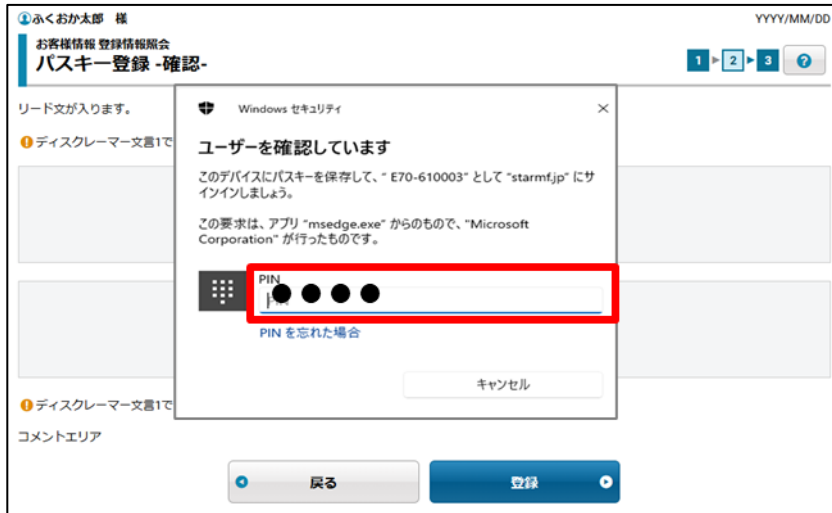 ふくおか太郎 様
YYYY/MM/DD
お客様情報 登録情報照会
パスキー登録 -確認-
1 2 3 ?
リード文が入ります。
ディスクレーマー文言1で
Windows セキュリティ
ユーザーを確認しています
このデバイスにパスキーを保存して、" E70-610003" として "starmf.jp" にサ
インインしましょう。
この要求は、アプリ "msedge.exe" からのもので、"Microsoft
Corporation" が行ったものです。
PIN
PIN を忘れた場合
キャンセル
ディスクレーマー文言1で
コメントエリア
戻る
登録